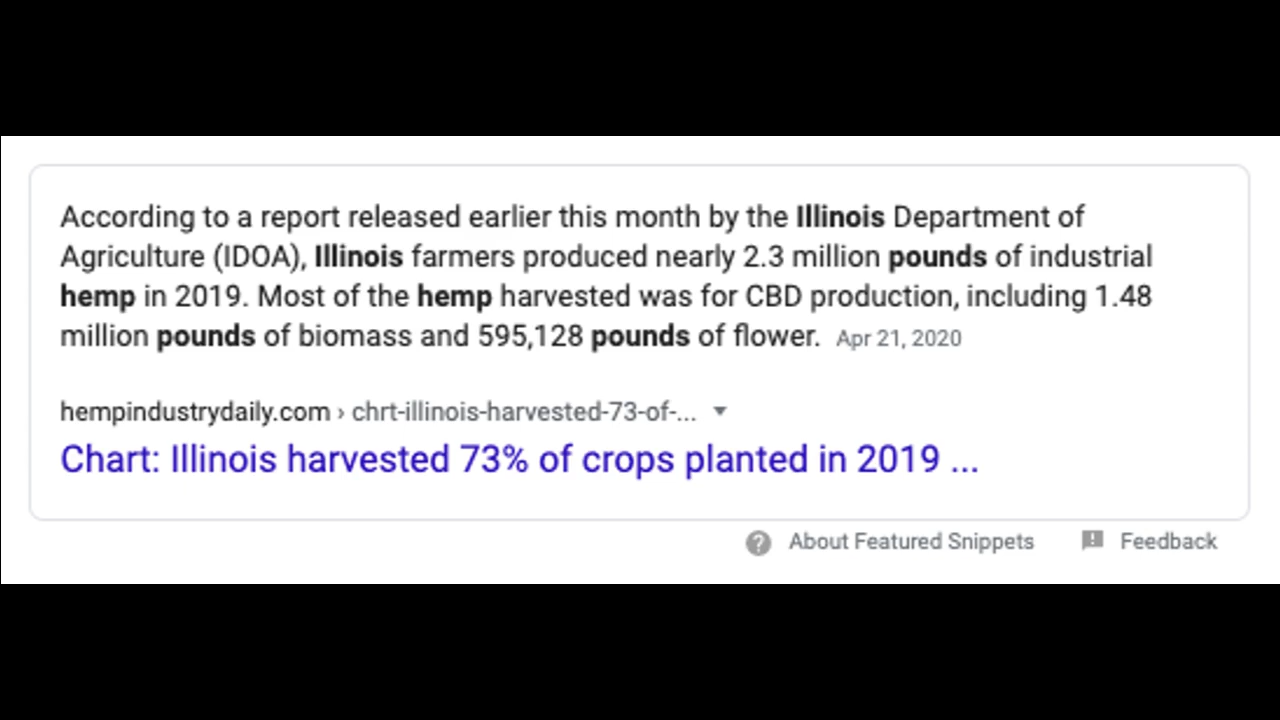 According to a report released earlier this month by the Illinois Department of
Agriculture (IDOA), Illinois farmers produced nearly 2.3 million pounds of industrial
hemp in 2019. Most of the hemp harvested was for CBD production, including 1.48
million pounds of biomass and 595,128 pounds of flower. Apr 21, 2020
hempindustrydaily.com › chrt-illinois-harvested-73-of-...
Chart: Illinois harvested 73% of crops planted in 2019 ...
About Featured Snippets Feedback